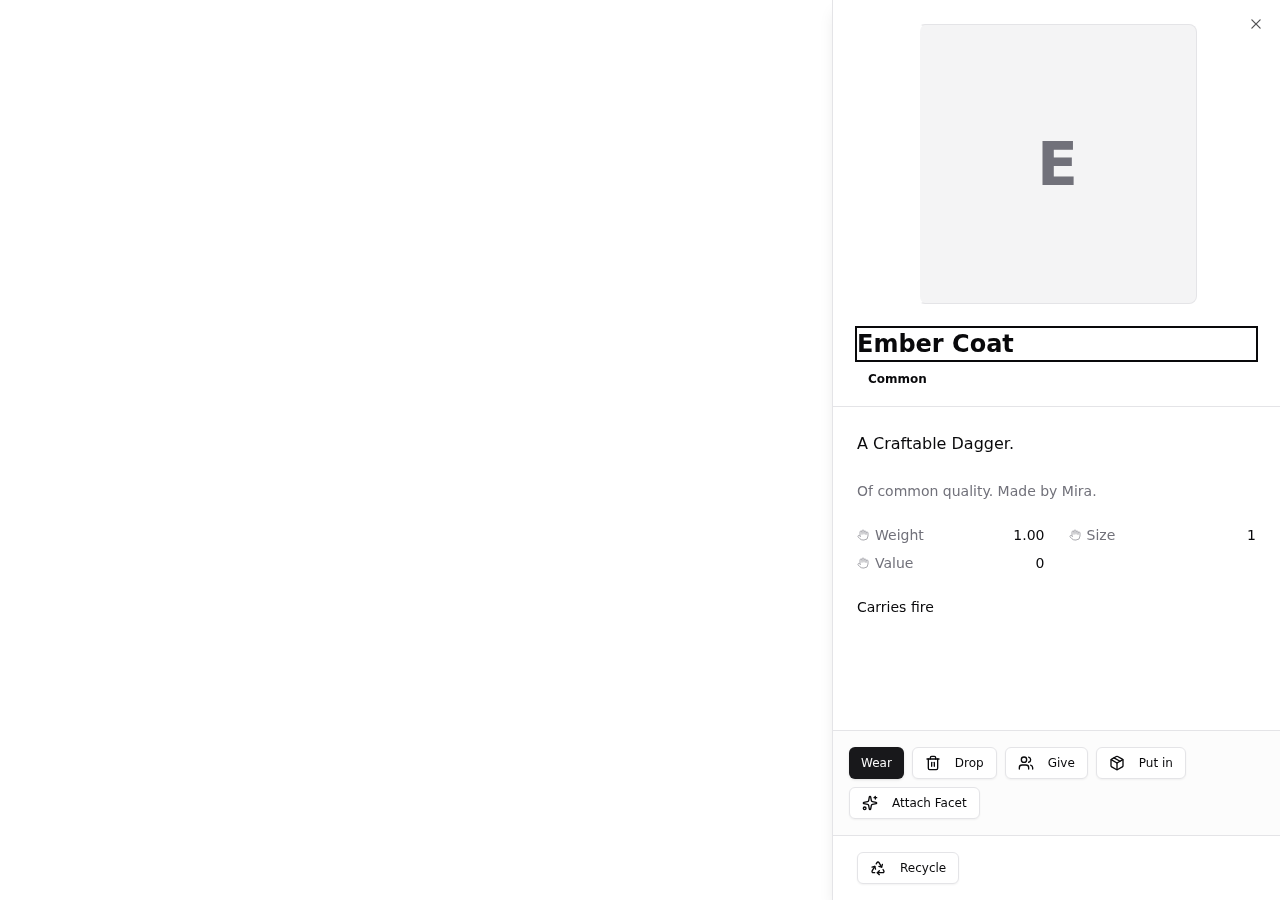 E
Ember Coat
Common
A Craftable Dagger.
Of common quality. Made by Mira.
Weight 1.00 Size 1
Value 0
Carries fire
Wear Drop Give Put in
Attach Facet
Recycle